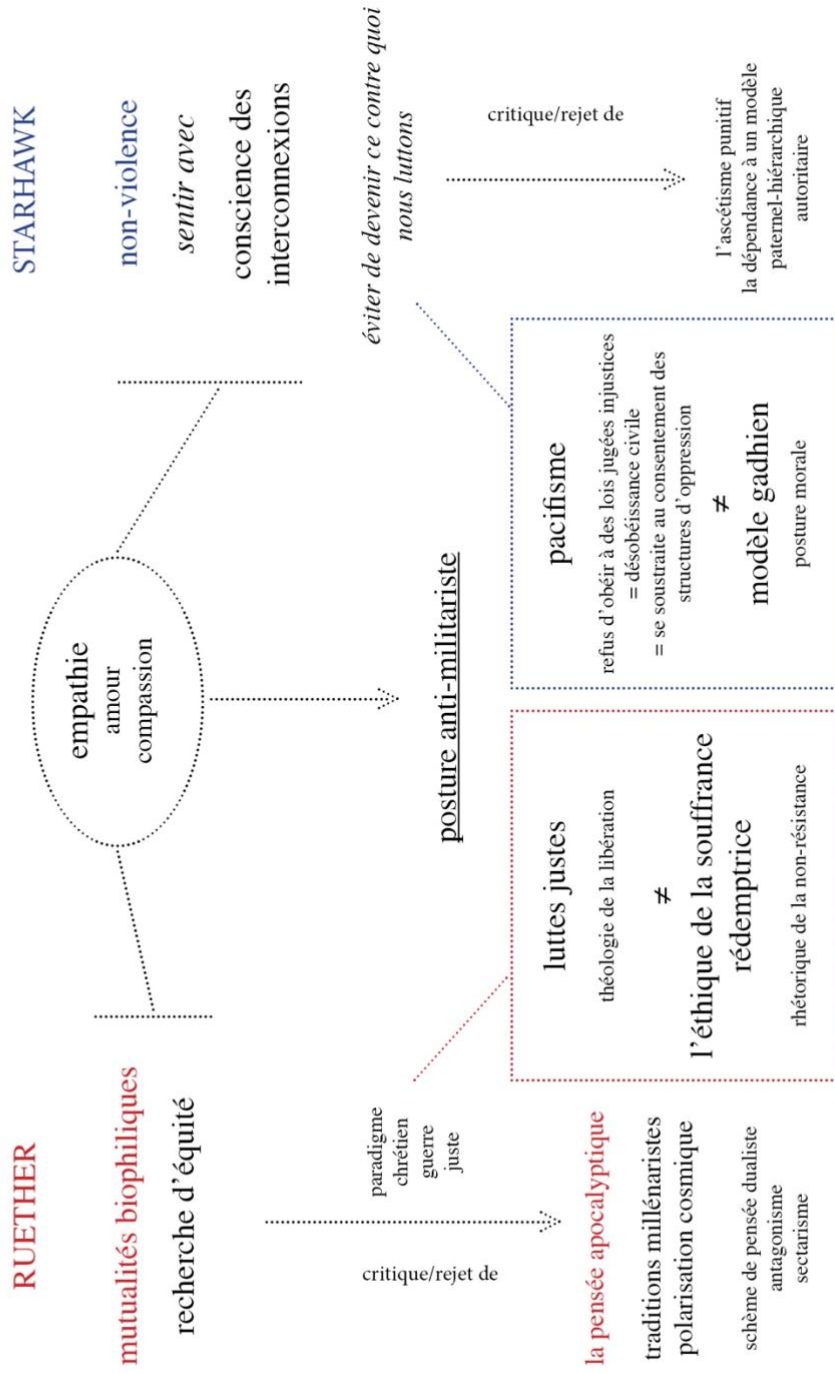 RUETHER
mutualités biophiliques
recherche d'équité
critique/rejet de
paradigme
chrétien
guerre
juste
la pensée apocalyptique
traditions millénaristes
polarisation cosmique
schème de pensée dualiste
antagonisme
sectarisme
empathie
amour
compassion
posture anti-militariste
luttes justes
théologie de la libération
≠
l'éthique de la souffrance
rédemptrice
rhétorique de la non-résistance
pacifisme
refus d'obéir à des lois jugées injustices
= désobéissance civile
= se soustraite au consentement des
structures d'oppression
≠
modèle gadhien
posture morale
STARHAWK
non-violence
sentir avec
conscience des
interconnexions
éviter de devenir ce contre quoi
nous luttons
critique/rejet de
l'ascétisme punitif
la dépendance à un modèle
paternel-hiérarchique
autoritaire